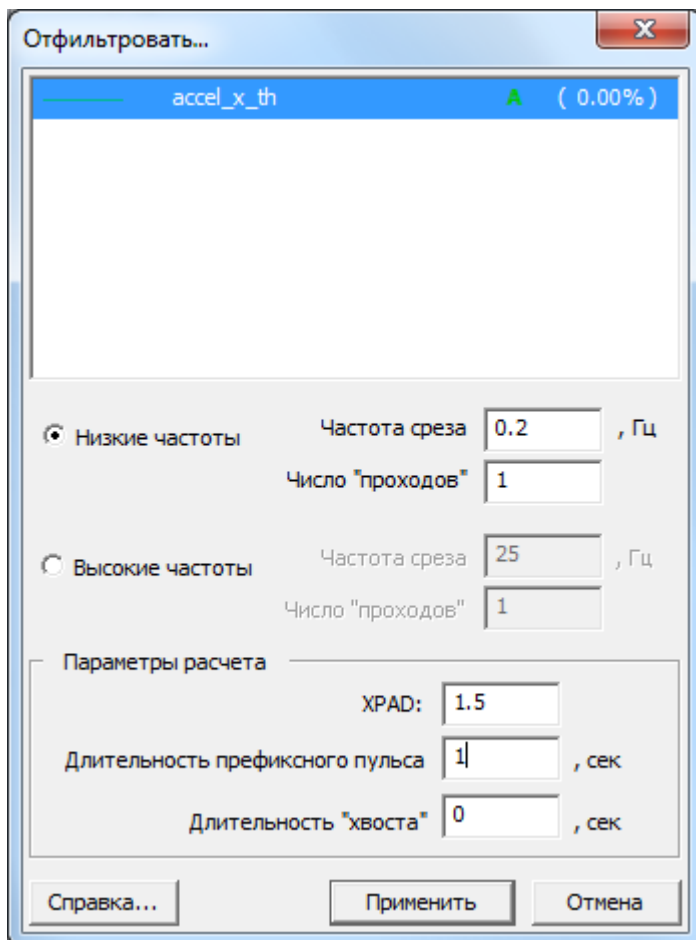 Отфильтровать...
accel_x_th A ( 0.00% )
Низкие частоты Частота среза 0.2 , Гц
Число "проходов" 1
Высокие частоты Частота среза 25 , Гц
Число "проходов" 1
Параметры расчета
XPAD: 1.5
Длительность префиксного пульса 1 , сек
Длительность "хвоста" 0 , сек
Справка... Применить Отмена